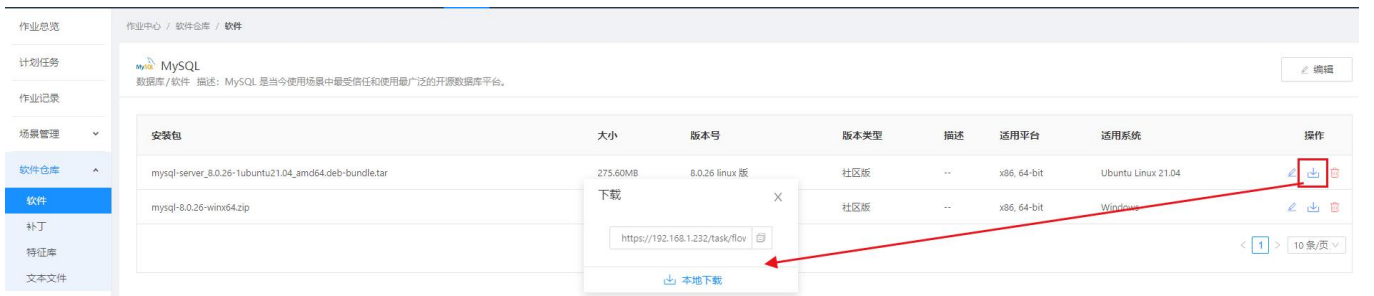 作业总览
计划任务
作业记录
场景管理
软件仓库
软件
补丁
特征库
文本文件
作业中心 / 软件仓库 / 软件
MySQL MySQL
数据库/软件 描述: MySQL 是当今使用场景中最受信任和使用最广泛的开源数据库平台。
编辑
安装包 大小 版本号 版本类型 描述 适用平台 适用系统 操作
mysql-server_8.0.26-1ubuntu21.04_amd64.deb-bundle.tar 275.60MB 8.0.26 linux 版 社区版 -- x86, 64-bit Ubuntu Linux 21.04
mysql-8.0.26-winx64.zip 社区版 -- x86, 64-bit Windows
下载 X
https://192.168.1.232/task/flov
本地下载
< 1 > 10 条/页